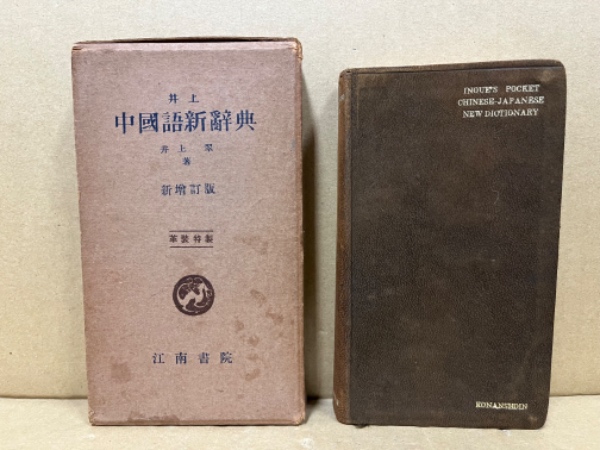 井上
中國語新辭典
井上翠
著
新增訂版
革裝特製
江南書院
INOUE'S POCKET
CHINESE-JAPANESE
NEW DICTIONARY
KONANSHOIN